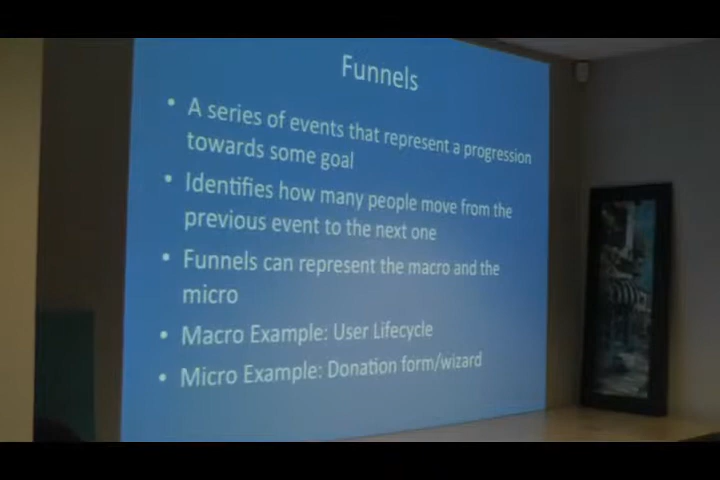 Funnels
• A series of events that represent a progression
towards some goal
• Identifies how many people move from the
previous event to the next one
• Funnels can represent the macro and the
micro
• Macro Example: User Lifecycle
• Micro Example: Donation form/wizard